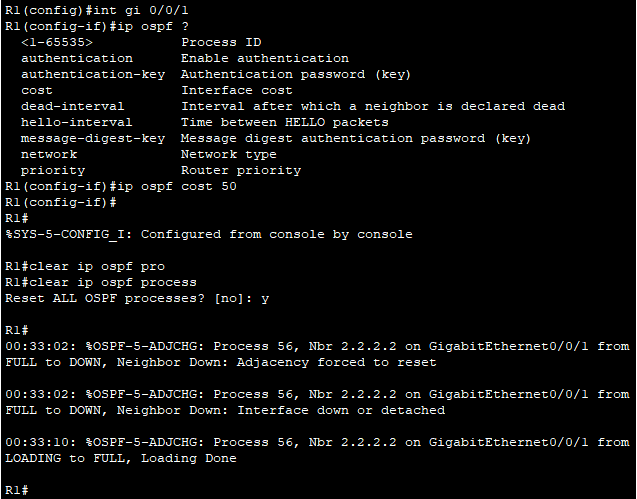 R1(config)#int gi 0/0/1
R1(config-if)#ip ospf ?
<1-65535> Process ID
authentication Enable authentication
authentication-key Authentication password (key)
cost Interface cost
dead-interval Interval after which a neighbor is declared dead
hello-interval Time between HELLO packets
message-digest-key Message digest authentication password (key)
network Network type
priority Router priority
R1(config-if)#ip ospf cost 50
R1(config-if)#
R1#
%SYS-5-CONFIG_I: Configured from console by console
R1#clear ip ospf pro
R1#clear ip ospf process
Reset ALL OSPF processes? [no]: y
R1#
00:33:02: %OSPF-5-ADJCHG: Process 56, Nbr 2.2.2.2 on GigabitEthernet0/0/1 from
FULL to DOWN, Neighbor Down: Adjacency forced to reset
00:33:02: %OSPF-5-ADJCHG: Process 56, Nbr 2.2.2.2 on GigabitEthernet0/0/1 from
FULL to DOWN, Neighbor Down: Interface down or detached
00:33:10: %OSPF-5-ADJCHG: Process 56, Nbr 2.2.2.2 on GigabitEthernet0/0/1 from
LOADING to FULL, Loading Done
R1#